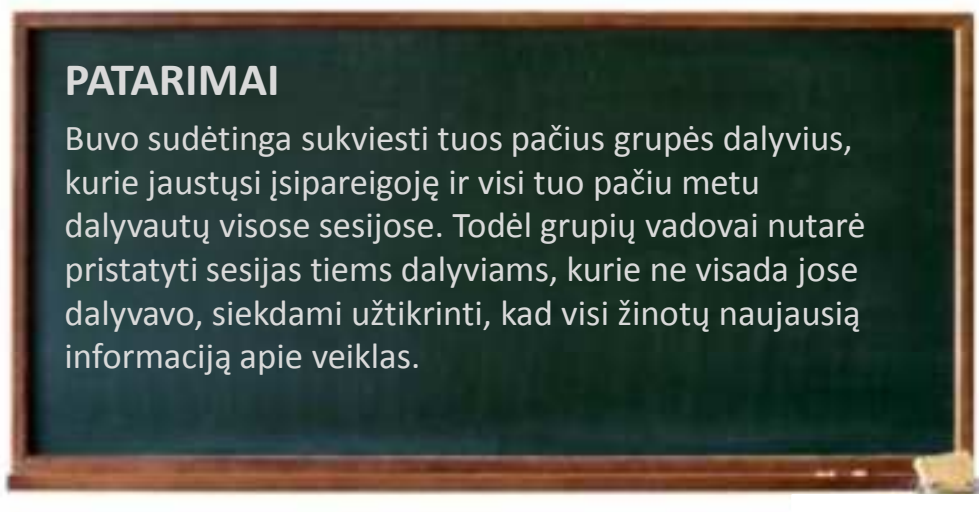 PATARIMAI
Buvo sudėtinga sukviesti tuos pačius grupės dalyvius,
kurie jaustųsi įsipareigoję ir visi tuo pačiu metu
dalyvautų visose sesijose. Todėl grupių vadovai nutarė
pristatyti sesijas tiems dalyviams, kurie ne visada jose
dalyvavo, siekdami užtikrinti, kad visi žinotų naujausią
informaciją apie veiklas.